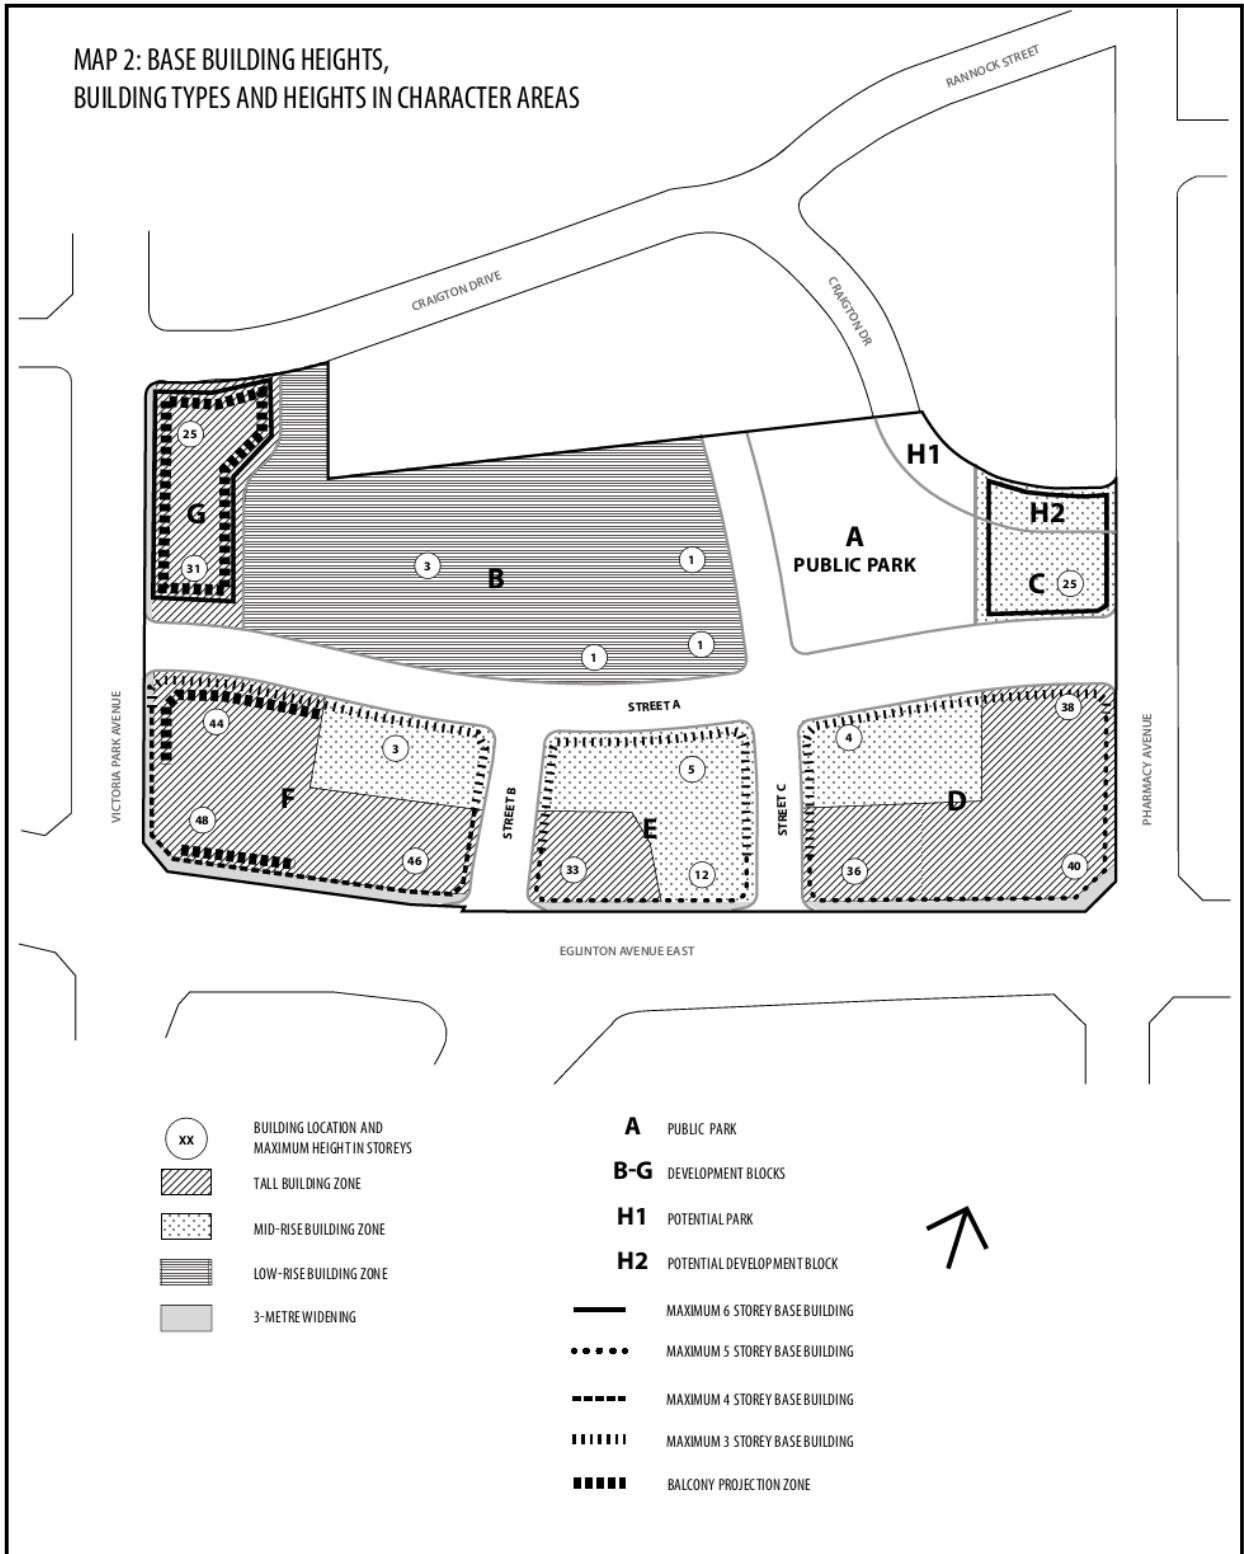 MAP 2: BASE BUILDING HEIGHTS,
BUILDING TYPES AND HEIGHTS IN CHARACTER AREAS
RANNOCK STREET
CRAIGTON DRIVE
CRAIGTON DR
H1
25
G
31
H2
A
PUBLIC PARK
C
25
3
B
1
1
1
STREET A
VICTORIA PARK AVENUE
PHARMACY AVENUE
44
3
F
48
46
STREET B
5
E
33
12
STREET C
4
38
D
36
40
EGLINTON AVENUE EAST
xx
BUILDING LOCATION AND
MAXIMUM HEIGHT IN STOREYS
TALL BUILDING ZONE
MID-RISE BUILDING ZONE
LOW-RISE BUILDING ZONE
3-METRE WIDENING
A PUBLIC PARK
B-G DEVELOPMENT BLOCKS
H1 POTENTIAL PARK
H2 POTENTIAL DEVELOPMENT BLOCK
MAXIMUM 6 STOREY BASE BUILDING
MAXIMUM 5 STOREY BASE BUILDING
MAXIMUM 4 STOREY BASE BUILDING
MAXIMUM 3 STOREY BASE BUILDING
BALCONY PROJECTION ZONE